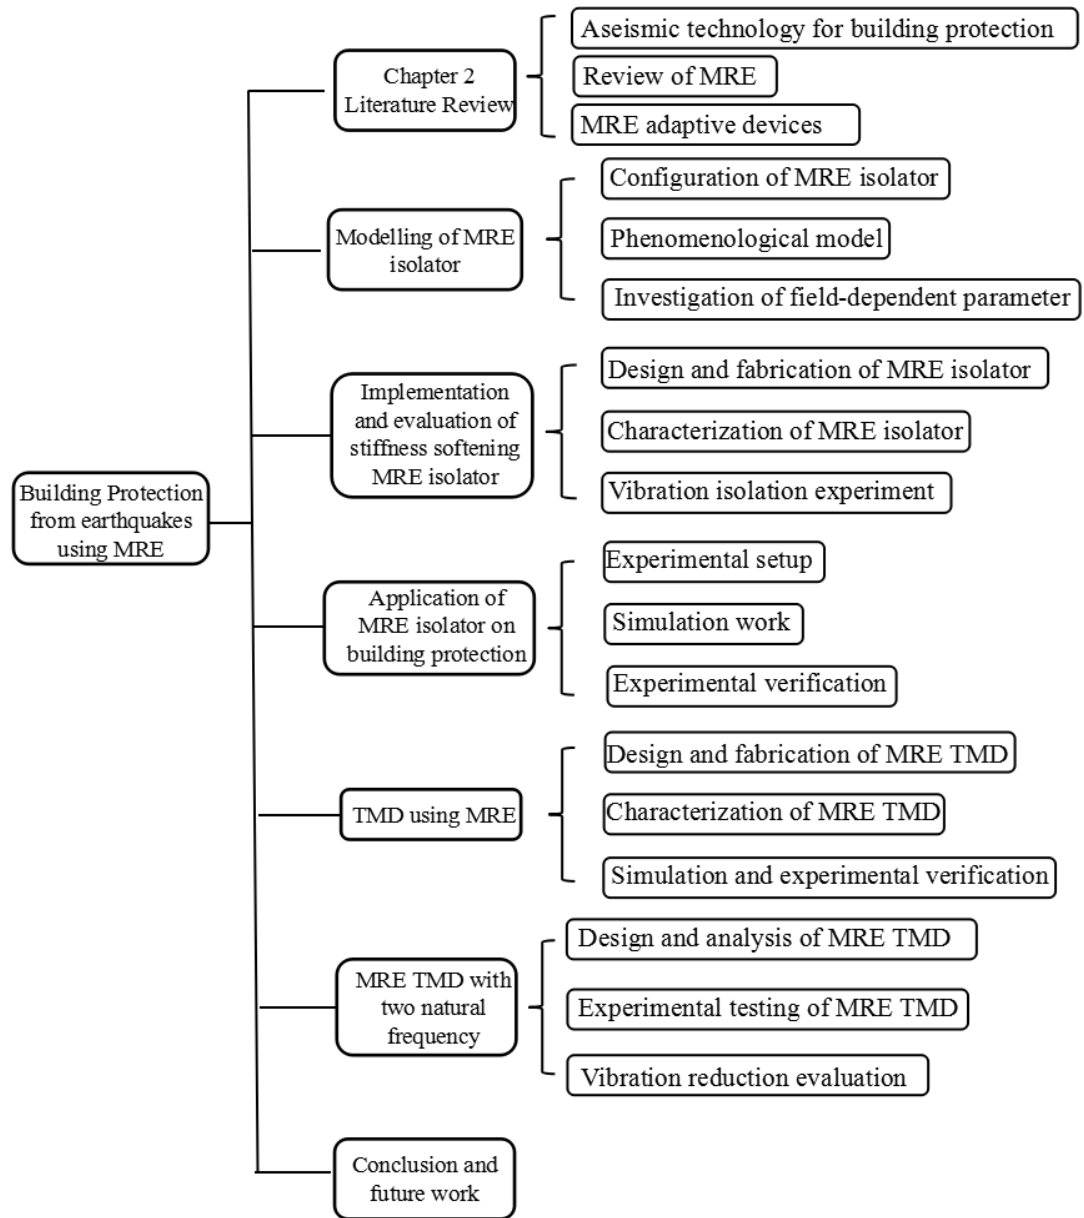 Building Protection
from earthquakes
using MRE
Chapter 2
Literature Review
Aseismic technology for building protection
Review of MRE
MRE adaptive devices
Modelling of MRE
isolator
Configuration of MRE isolator
Phenomenological model
Investigation of field-dependent parameter
Implementation
and evaluation of
stiffness softening
MRE isolator
Design and fabrication of MRE isolator
Characterization of MRE isolator
Vibration isolation experiment
Application of
MRE isolator on
building protection
Experimental setup
Simulation work
Experimental verification
TMD using MRE
Design and fabrication of MRE TMD
Characterization of MRE TMD
Simulation and experimental verification
MRE TMD with
two natural
frequency
Design and analysis of MRE TMD
Experimental testing of MRE TMD
Vibration reduction evaluation
Conclusion and
future work